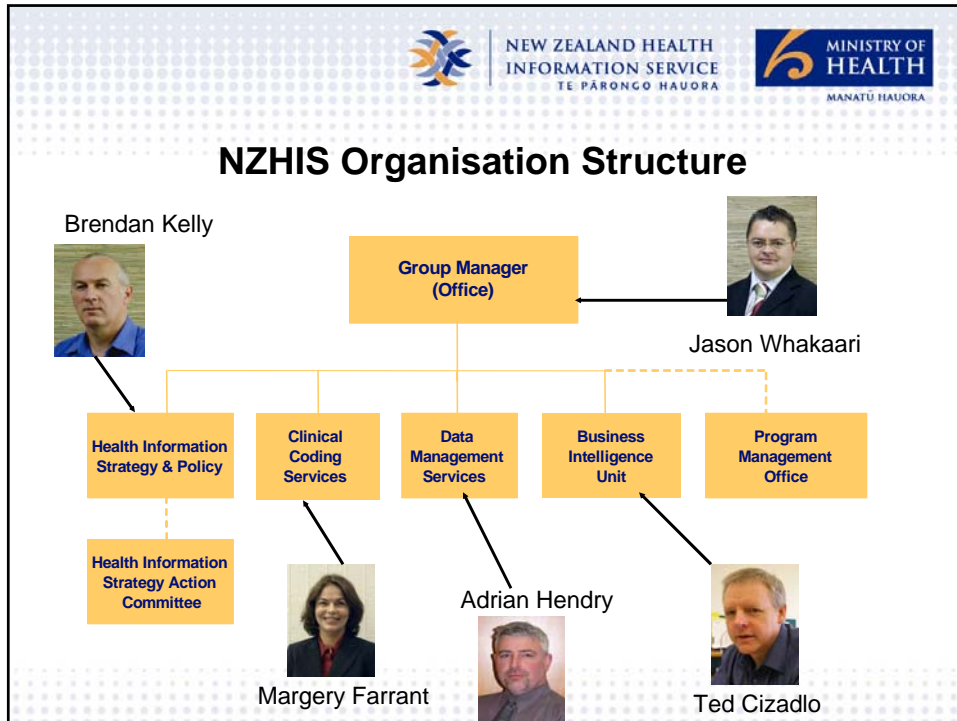 NEW ZEALAND HEALTH
INFORMATION SERVICE
TE PĀRONGO HAUORA
MINISTRY OF
HEALTH
MANATŪ HAUORA
NZHIS Organisation Structure
Brendan Kelly
Group Manager
(Office)
Jason Whakaari
Health Information
Strategy & Policy
Clinical
Coding
Services
Data
Management
Services
Business
Intelligence
Unit
Program
Management
Office
Health Information
Strategy Action
Committee
Margery Farrant
Adrian Hendry
Ted Cizadlo